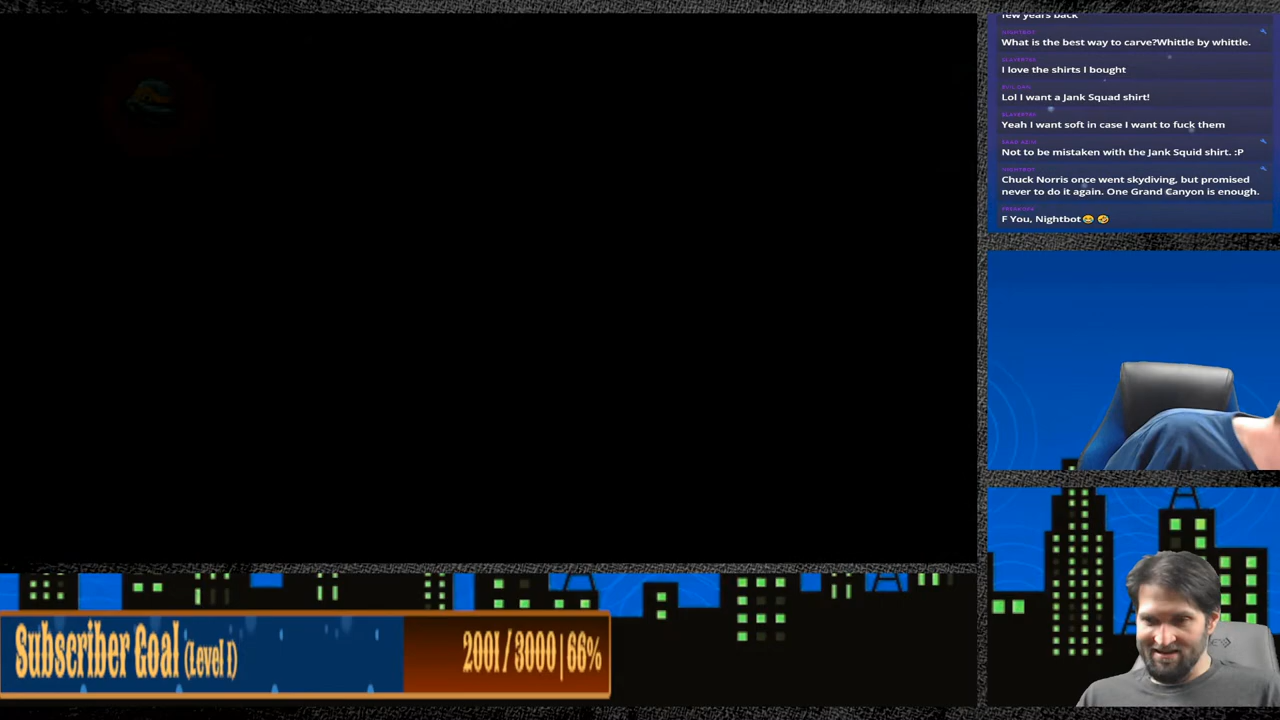 few years back
NIGHTBOT
What is the best way to carve?Whittle by whittle.
I love the shirts I bought
Lol I want a Jank Squad shirt!
Yeah I want soft in case I want to fuck them
Not to be mistaken with the Jank Squid shirt. :P
NIGHTBOT
Chuck Norris once went skydiving, but promised
never to do it again. One Grand Canyon is enough.
F You, Nightbot😊 🤣
Subscriber Goal (Level 1)
2001 / 3000 | 66%